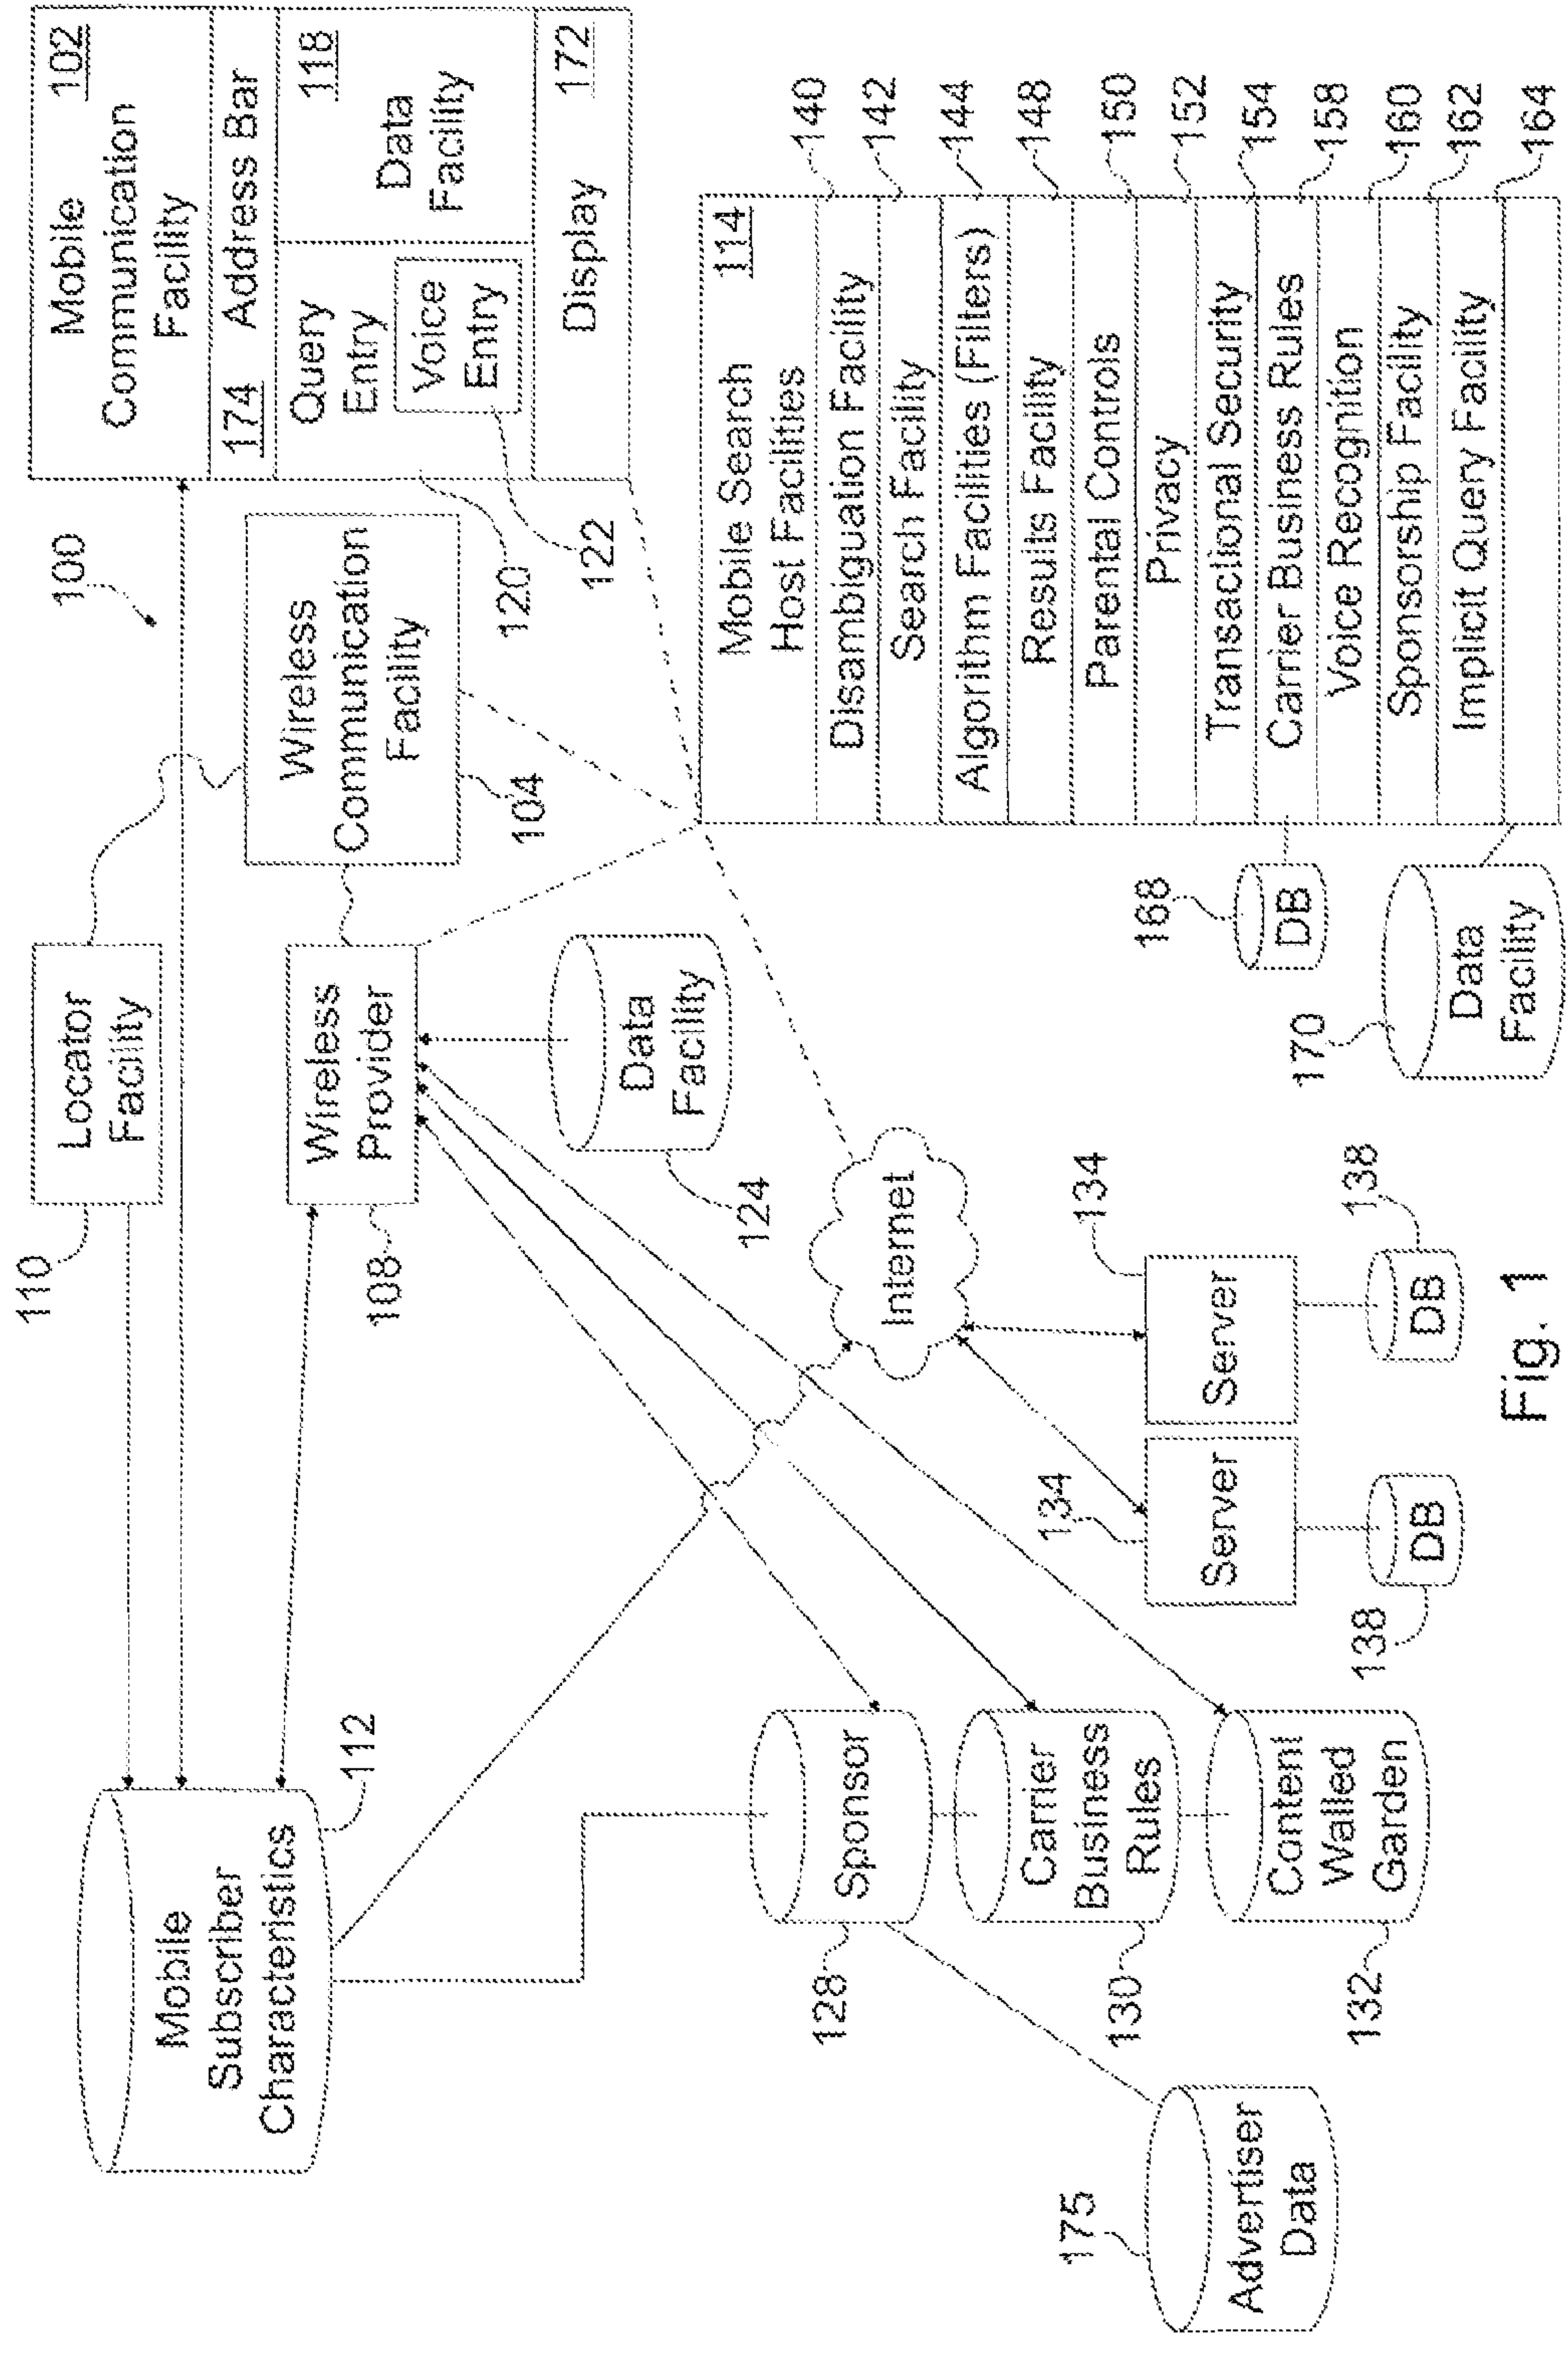 100
Mobile
Communication
Facility
102
174
Address Bar
Query
Entry
Voice
Entry
118
Data
Facility
Display
172
120
122
Wireless
Communication
Facility
104
Locator
Facility
110
Wireless
Provider
108
Data
Facility
124
Mobile
Subscriber
Characteristics
112
Internet
Sponsor
128
Carrier
Business
Rules
130
Content
Walled
Garden
132
Advertiser
Data
175
Server
134
Server
134
DB
138
DB
138
Mobile Search
Host Facilities
114
Disambiguation Facility
140
Search Facility
142
Algorithm Facilities (Filters)
144
Results Facility
148
Parental Controls
150
Privacy
152
Transactional Security
154
Carrier Business Rules
158
Voice Recognition
160
Sponsorship Facility
162
Implicit Query Facility
164
168
DB
170
Data
Facility
Fig. 1